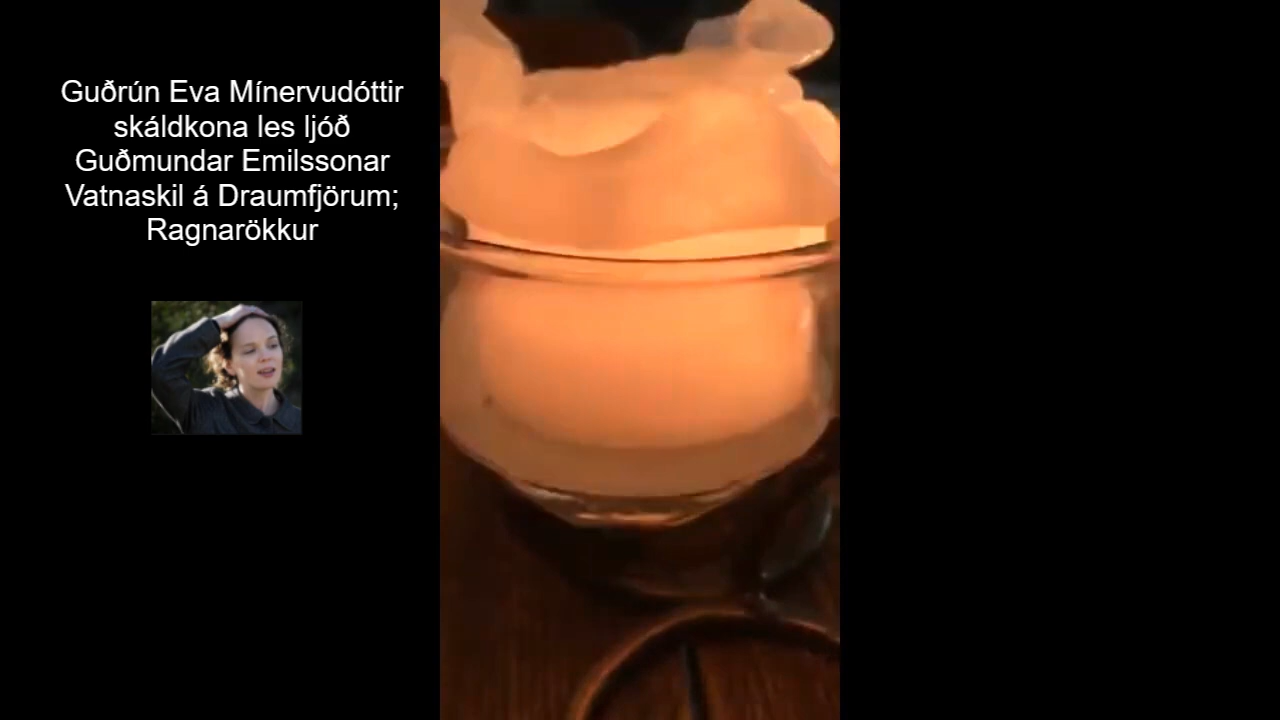 Guðrún Eva Mínervudóttir
skáldkona les ljóð
Guðmundar Emilssonar
Vatnaskil á Draumfjörum;
Ragnarökkur